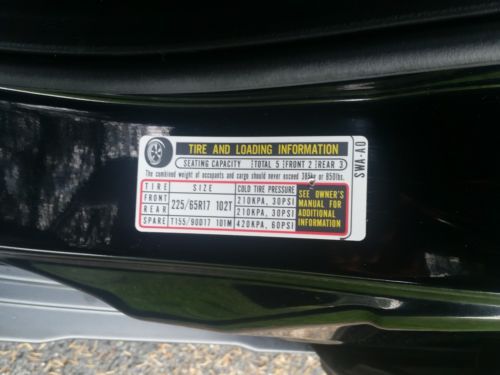 TIRE AND LOADING INFORMATION
SEATING CAPACITY TOTAL 5 FRONT 2 REAR 3
The combined weight of occupants and cargo should never exceed 385kg or 850lbs.
TIRE SIZE COLD TIRE PRESSURE
FRONT 225/65R17 102T 210KPA, 30PSI
REAR 210KPA, 30PSI
SPARE T155/90D17 101M 420KPA, 60PSI
SEE OWNER'S
MANUAL FOR
ADDITIONAL
INFORMATION
SWA-A0